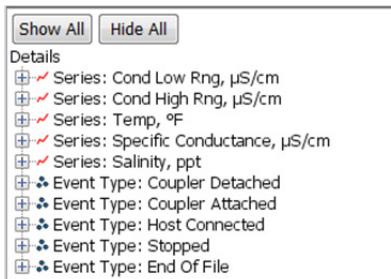 Show All Hide All
Details
Series: Cond Low Rng, µS/cm
Series: Cond High Rng, µS/cm
Series: Temp, °F
Series: Specific Conductance, µS/cm
Series: Salinity, ppt
Event Type: Coupler Detached
Event Type: Coupler Attached
Event Type: Host Connected
Event Type: Stopped
Event Type: End Of File